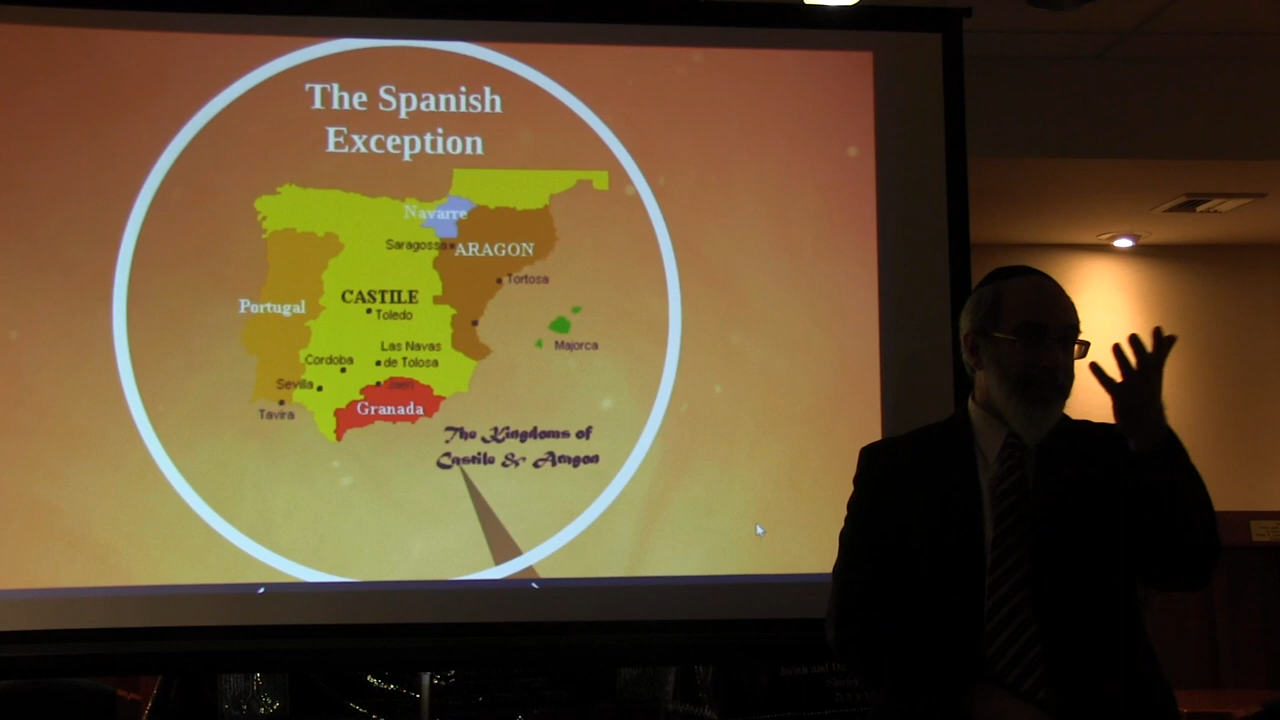 The Spanish
Exception
Navarre
Saragossa
ARAGON
Tortosa
Portugal
CASTILE
Toledo
Las Navas
de Tolosa
Majorca
Cordoba
Sevilla
Jaen
Tavira
Granada
The Kingdoms of
Castile & Aragon